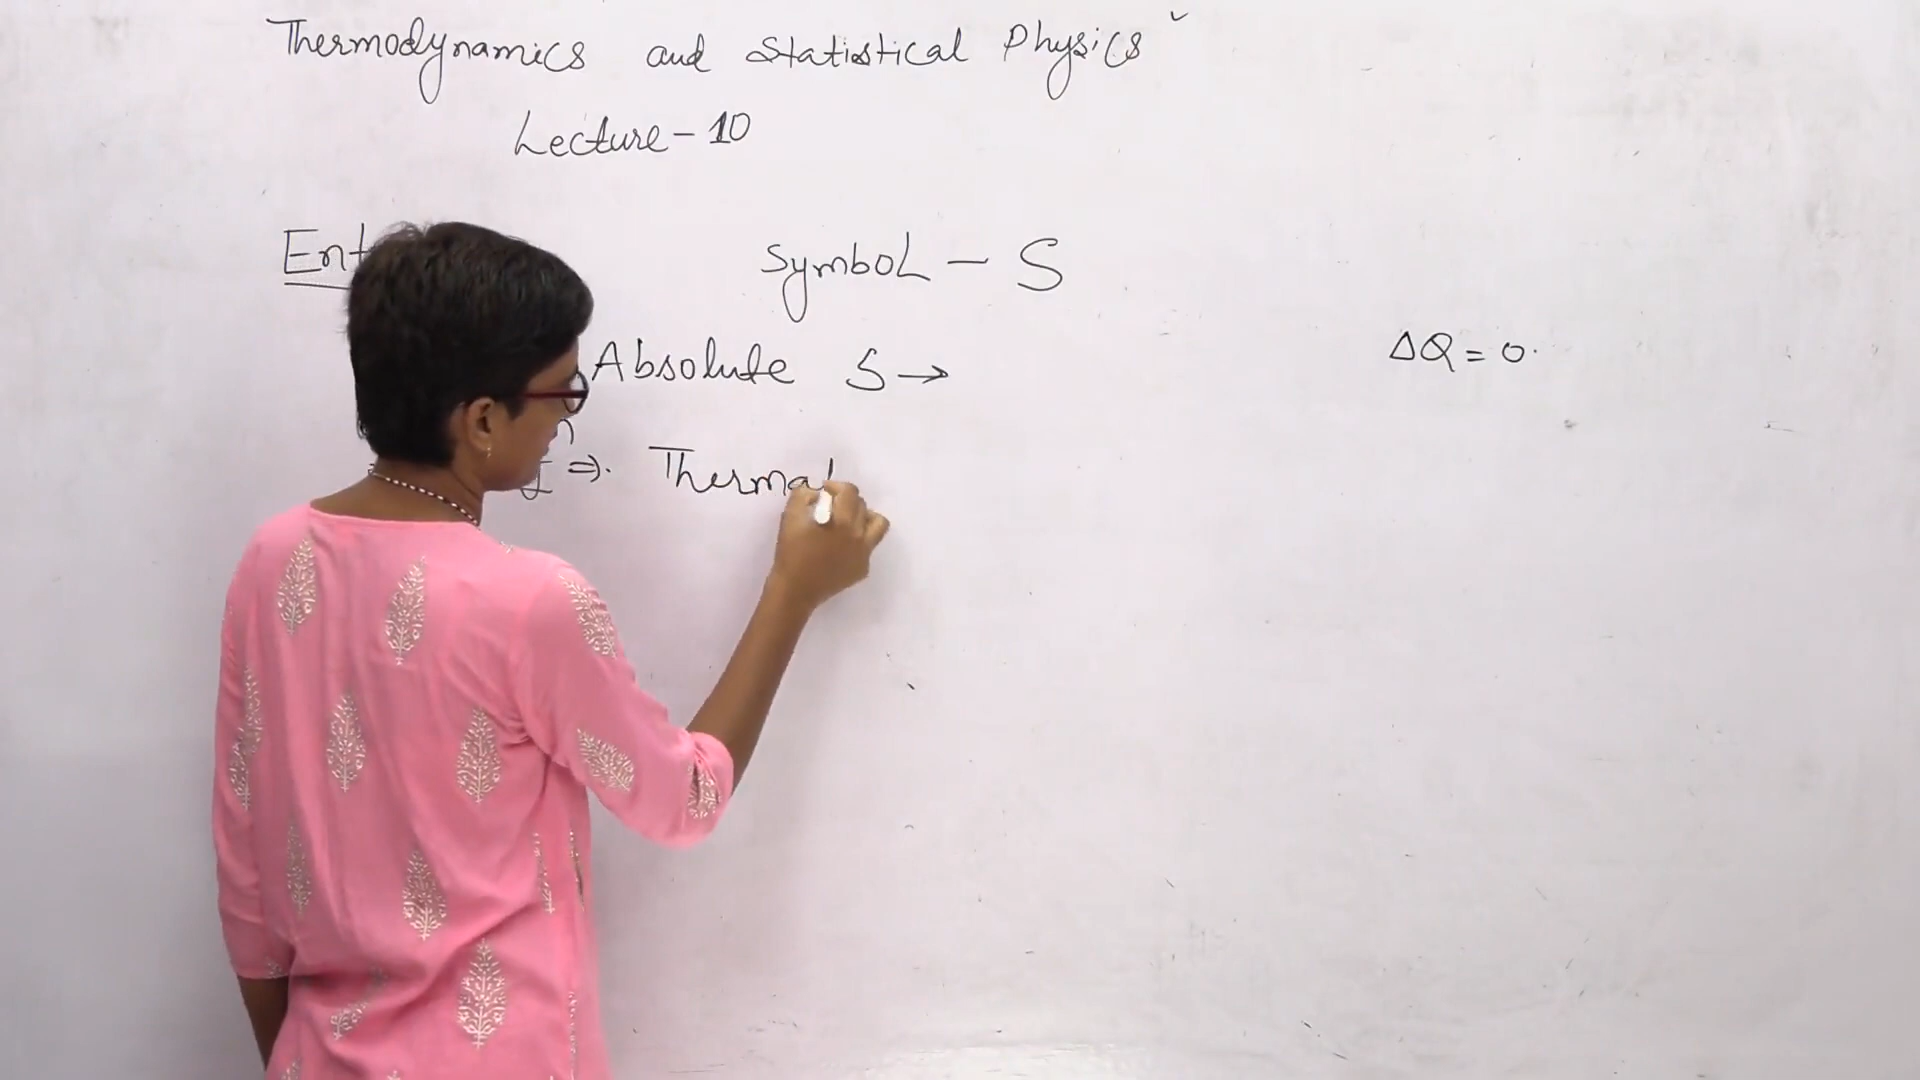 Thermodynamics and Statistical Physics
Lecture - 10
Symbol - S
Absolute S →
ΔQ = 0.
⇒ Thermal